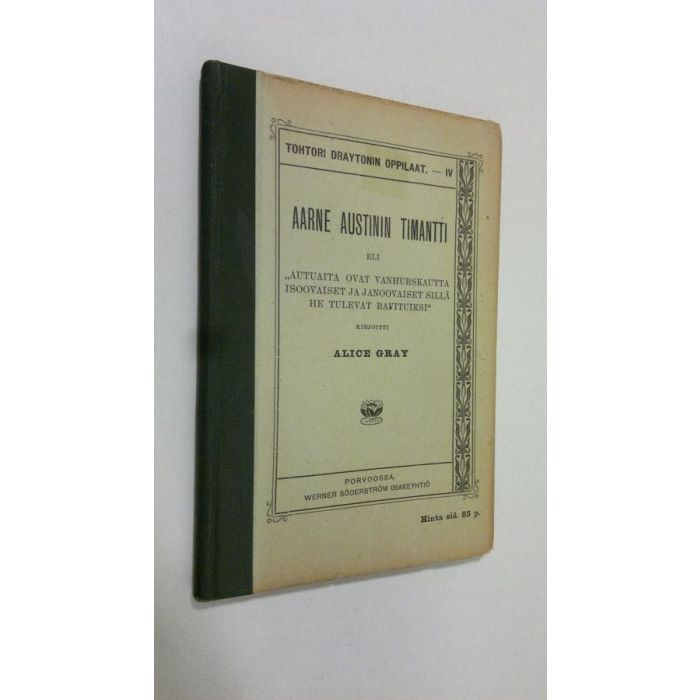 TOHTORI DRAYTONIN OPPILAAT. — IV
AARNE AUSTININ TIMANTTI
ELI
„AUTUAITA OVAT VANHURSKAUTTA
ISOOVAISET JA JANOOVAISET SILLÄ
HE TULEVAT RAVITUIKSI“
KIRJOITTI
ALICE GRAY
PORVOOSSA,
WERNER SÖDERSTRÖM OSAKEYHTIÖ
Hinta sid. 85 p.